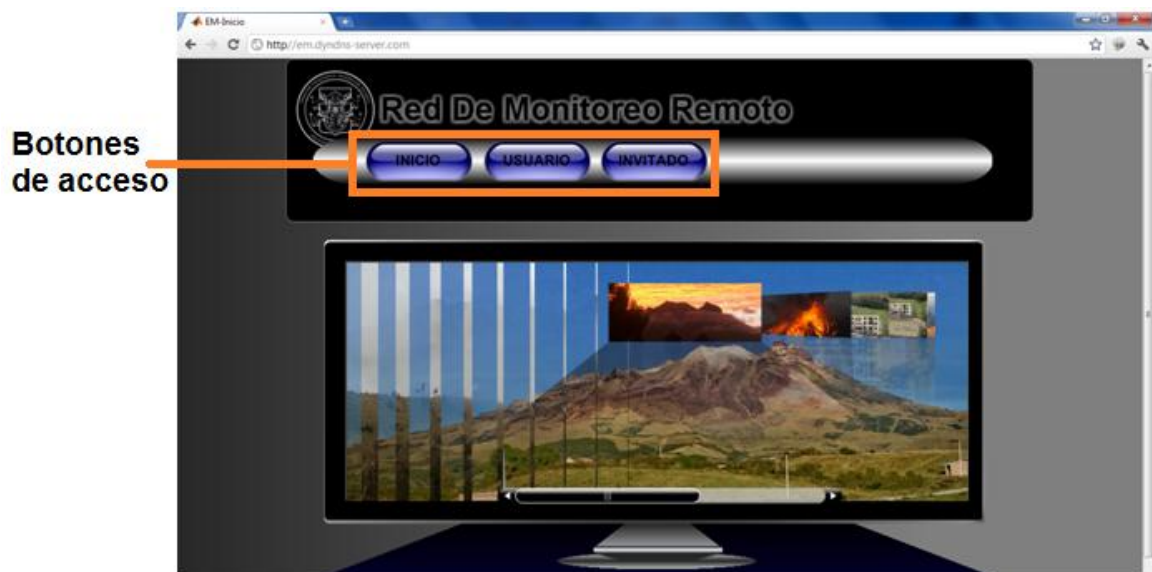 EM-Inicio
http//em.dyndns-server.com
Red De Monitoreo Remoto
INICIO USUARIO INVITADO
Botones
de acceso